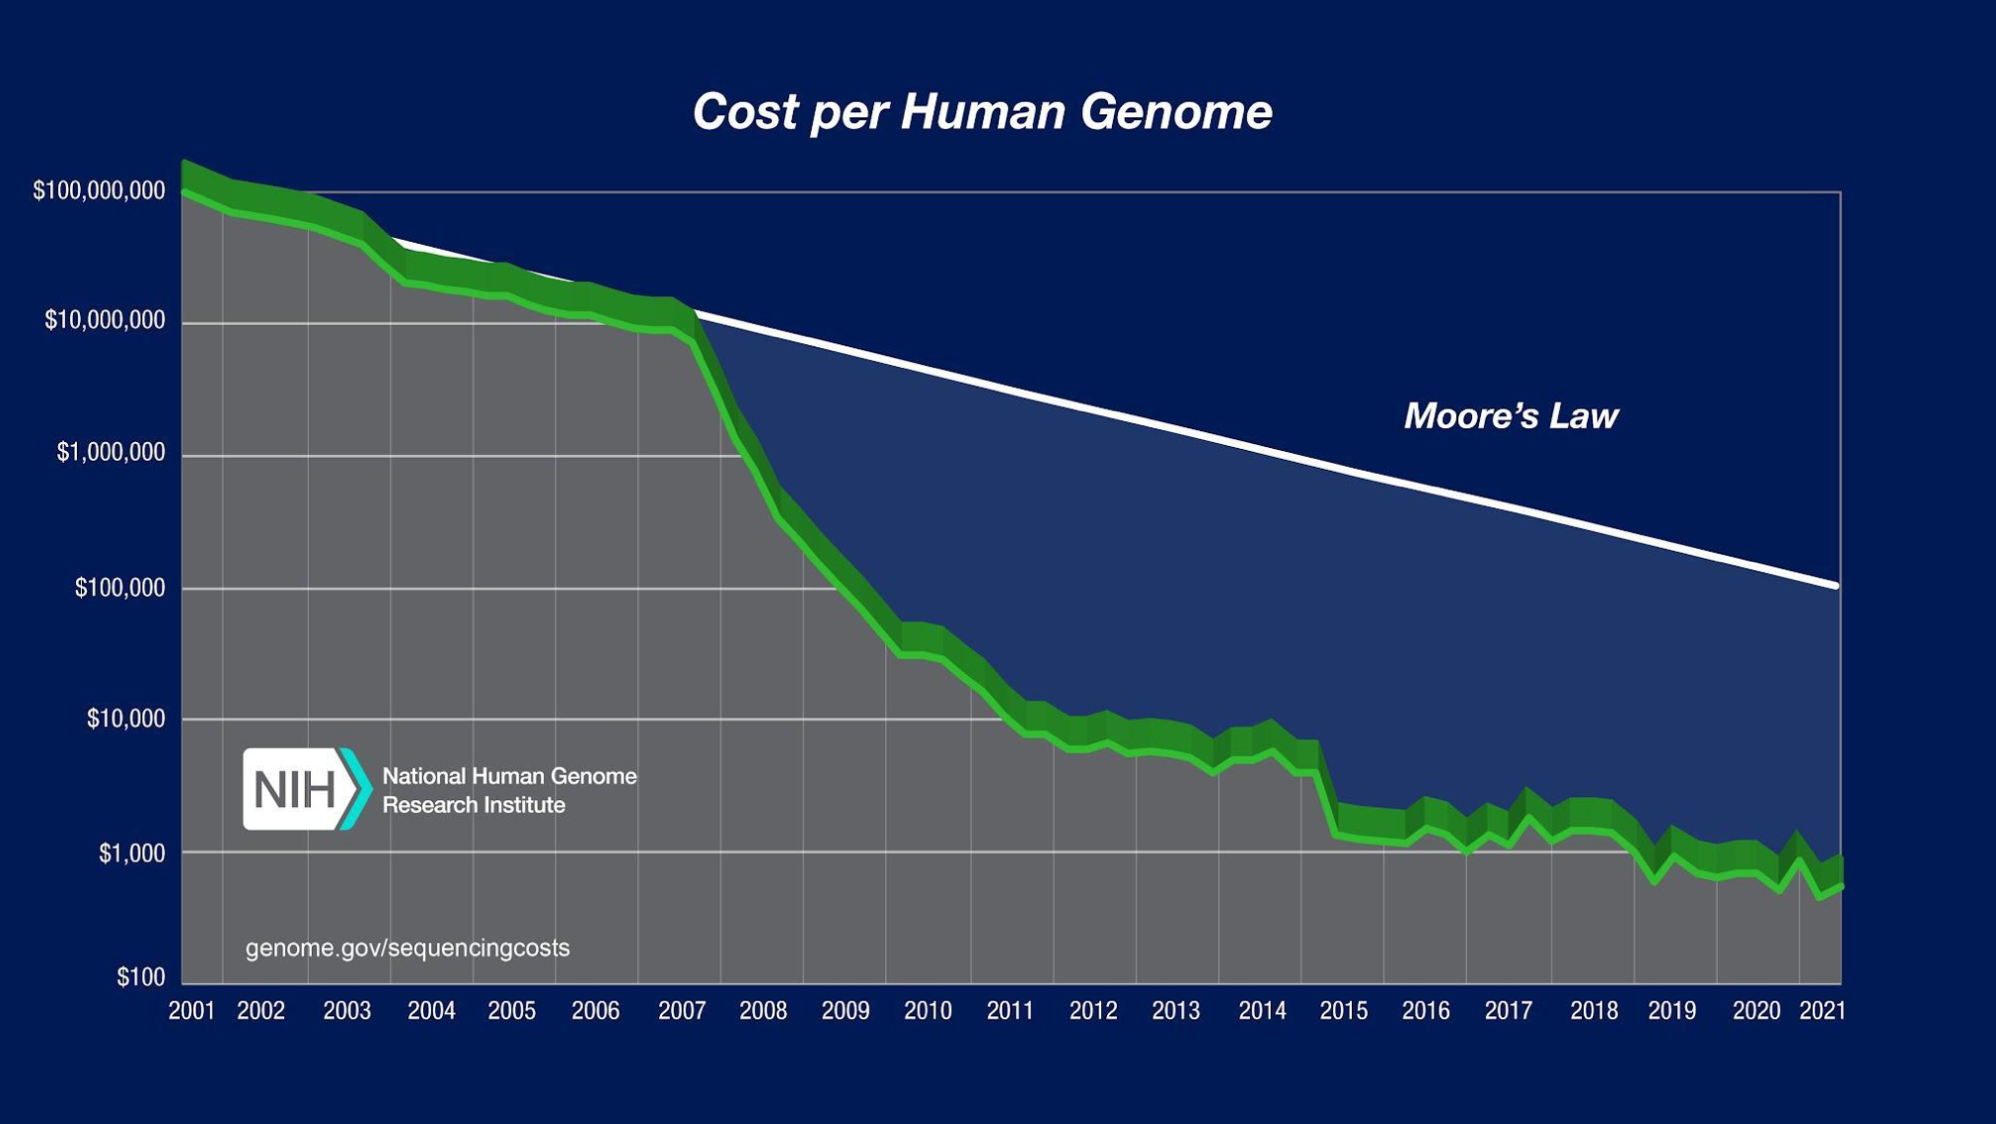 Cost per Human Genome
$100,000,000
$10,000,000
$1,000,000
$100,000
$10,000
$1,000
$100
Moore’s Law
NIH
National Human Genome
Research Institute
genome.gov/sequencingcosts
2001 2002 2003 2004 2005 2006 2007 2008 2009 2010 2011 2012 2013 2014 2015 2016 2017 2018 2019 2020 2021